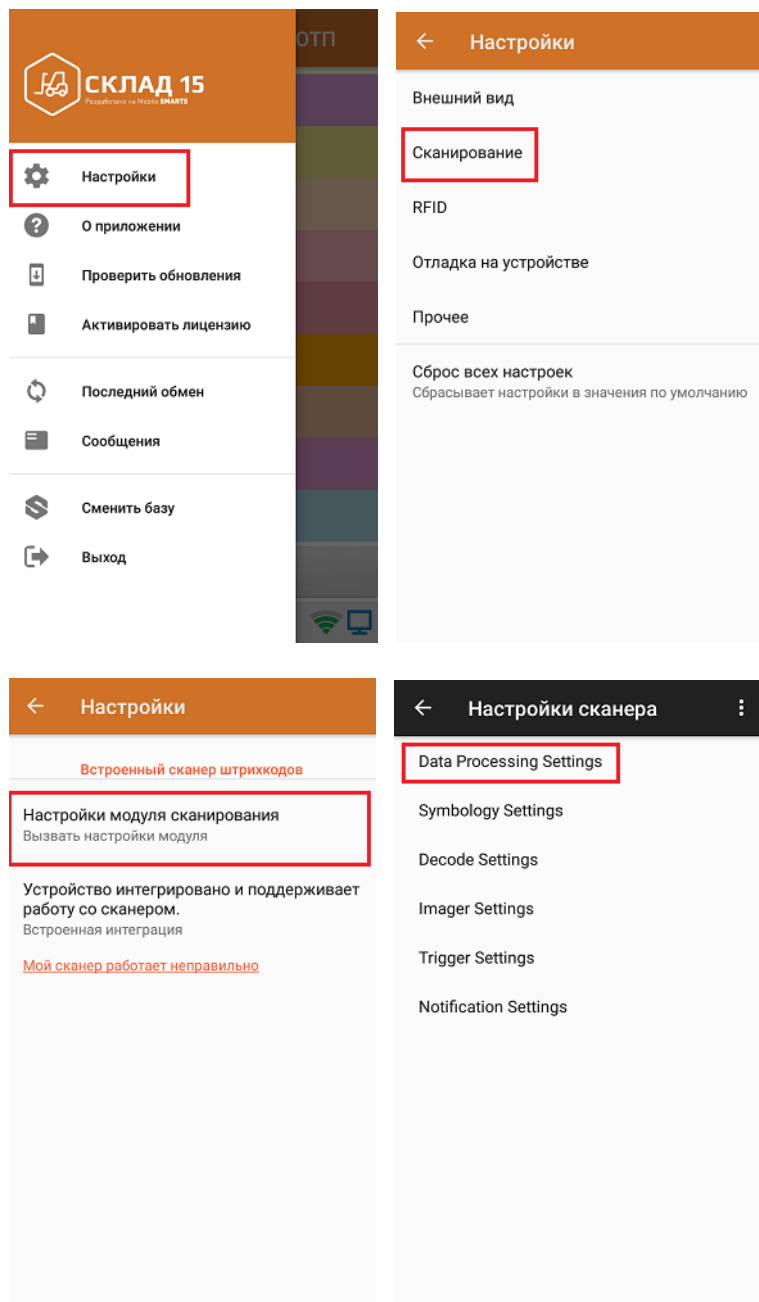 отп
СКЛАД 15
Разработано на Mobile SMARTS
Настройки
О приложении
Проверить обновления
Активировать лицензию
Последний обмен
Сообщения
Сменить базу
Выход
Настройки
Внешний вид
Сканирование
RFID
Отладка на устройстве
Прочее
Сброс всех настроек
Сбрасывает настройки в значения по умолчанию
Настройки
Встроенный сканер штрихкодов
Настройки модуля сканирования
Вызвать настройки модуля
Устройство интегрировано и поддерживает
работу со сканером.
Встроенная интеграция
Мой сканер работает неправильно
Настройки сканера
Data Processing Settings
Symbology Settings
Decode Settings
Imager Settings
Trigger Settings
Notification Settings